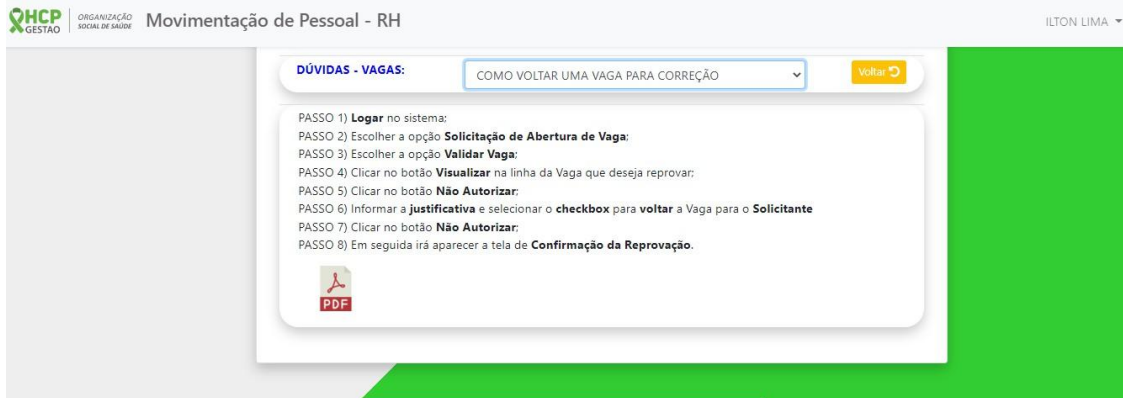 HCP GESTÃO
ORGANIZAÇÃO SOCIAL DE SAÚDE
Movimentação de Pessoal - RH
ILTON LIMA
DÚVIDAS - VAGAS:
COMO VOLTAR UMA VAGA PARA CORREÇÃO
Voltar
PASSO 1) Logar no sistema;
PASSO 2) Escolher a opção Solicitação de Abertura de Vaga;
PASSO 3) Escolher a opção Validar Vaga;
PASSO 4) Clicar no botão Visualizar na linha da Vaga que deseja reprovar;
PASSO 5) Clicar no botão Não Autorizar;
PASSO 6) Informar a justificativa e selecionar o checkbox para voltar a Vaga para o Solicitante
PASSO 7) Clicar no botão Não Autorizar;
PASSO 8) Em seguida irá aparecer a tela de Confirmação da Reprovação.
PDF